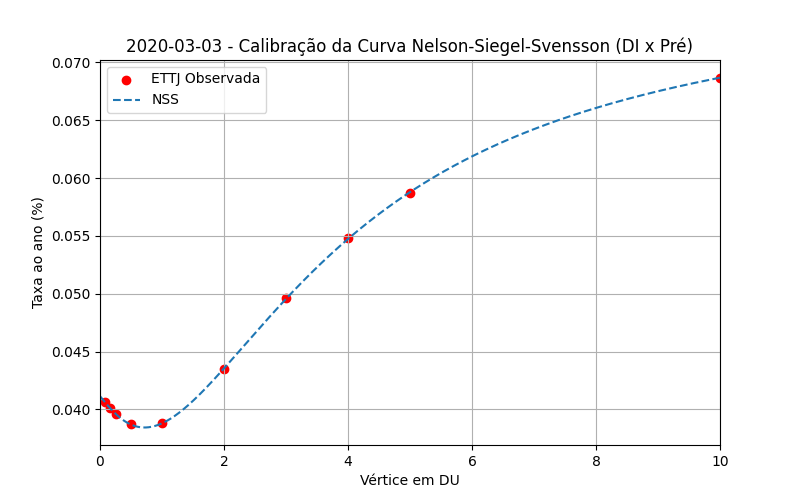 2020-03-03 - Calibração da Curva Nelson-Siegel-Svensson (DI x Pré)
ETTJ Observada
NSS
Taxa ao ano (%)
0.070
0.065
0.060
0.055
0.050
0.045
0.040
0 2 4 6 8 10
Vértice em DU